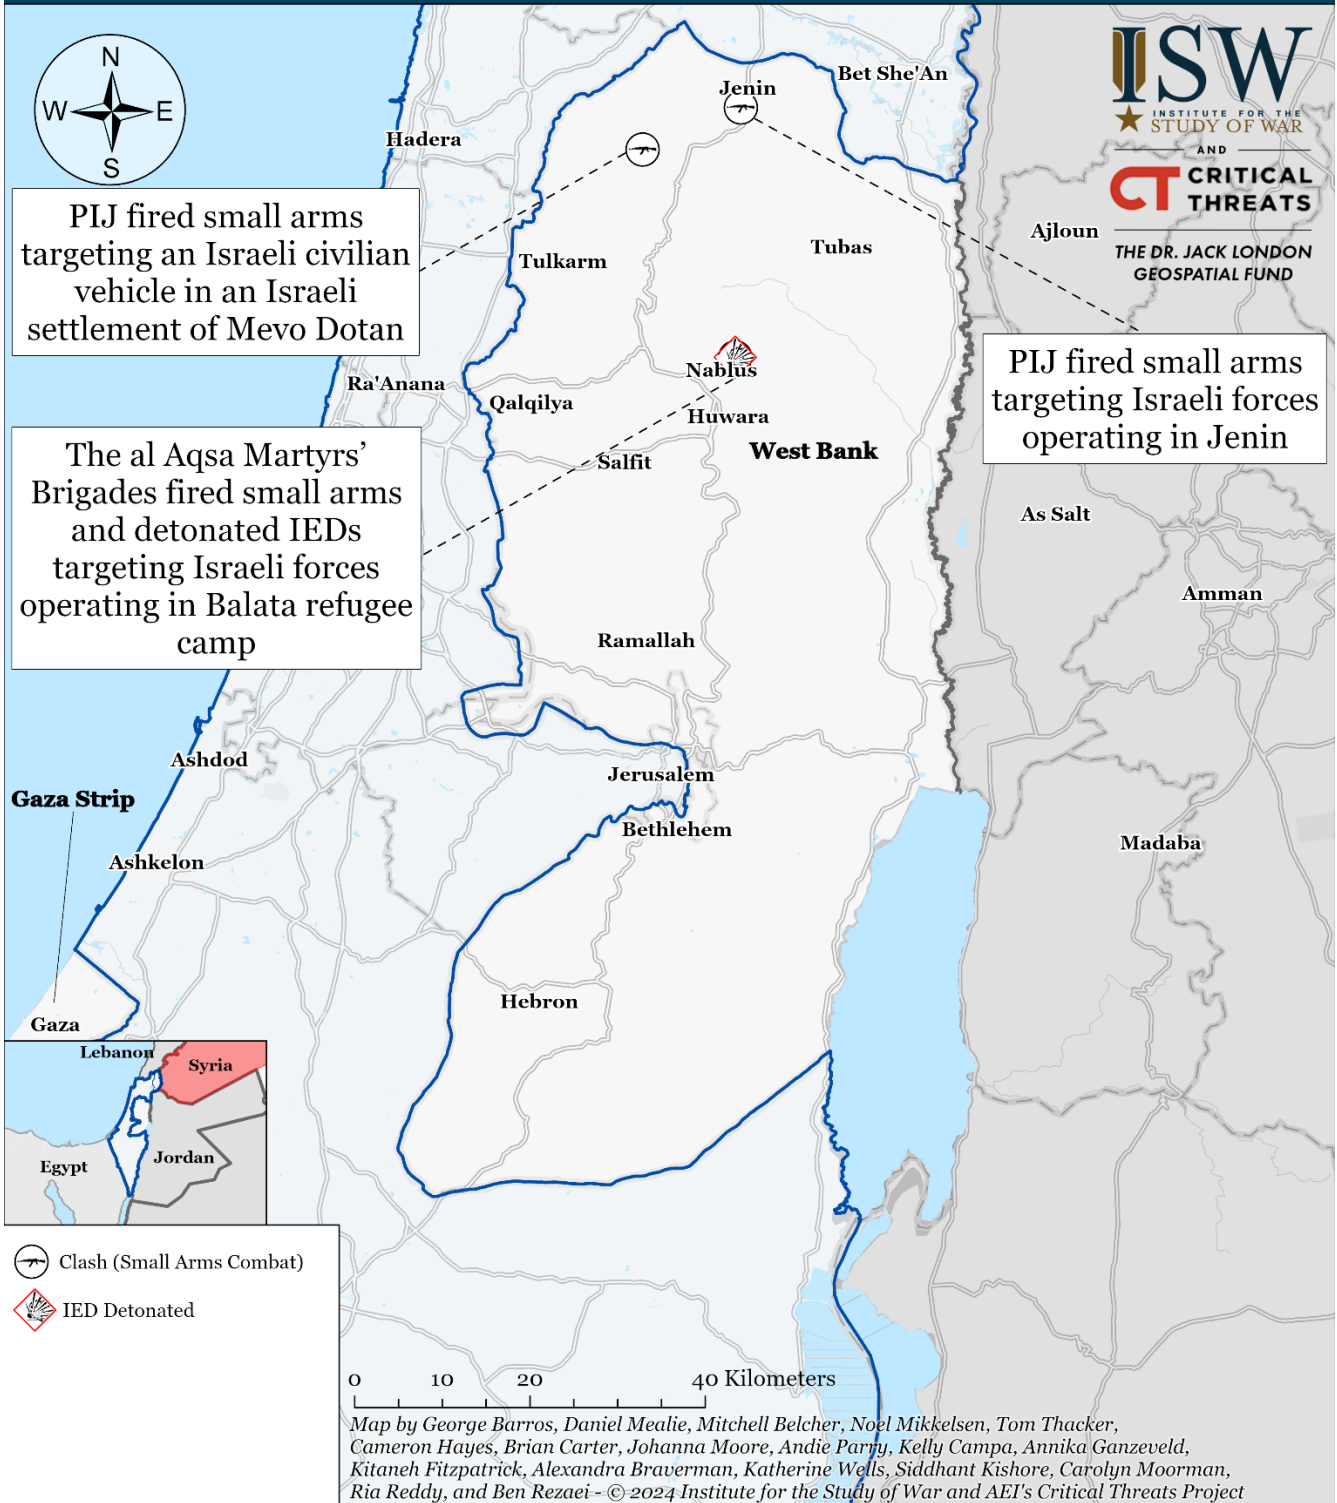 N
W
E
S
ISW
INSTITUTE FOR THE
STUDY OF WAR
AND
CT CRITICAL
THREATS
THE DR. JACK LONDON
GEOSPATIAL FUND
Bet She'An
Jenin
Hadera
PIJ fired small arms
targeting an Israeli civilian
vehicle in an Israeli
settlement of Mevo Dotan
Ajloun
Tubas
Tulkarm
PIJ fired small arms
targeting Israeli forces
operating in Jenin
Nablus
Ra'Anana
Qalqilya
Huwara
West Bank
Salfit
The al Aqsa Martyrs’
Brigades fired small arms
and detonated IEDs
targeting Israeli forces
operating in Balata refugee
camp
As Salt
Amman
Ramallah
Ashdod
Jerusalem
Gaza Strip
Bethlehem
Madaba
Ashkelon
Hebron
Gaza
Lebanon
Syria
Egypt
Jordan
Clash (Small Arms Combat)
IED Detonated
0 10 20 40 Kilometers
Map by George Barros, Daniel Mealie, Mitchell Belcher, Noel Mikkelsen, Tom Thacker,
Cameron Hayes, Brian Carter, Johanna Moore, Andie Parry, Kelly Campa, Annika Ganzeveld,
Kitaneh Fitzpatrick, Alexandra Braverman, Katherine Wells, Siddhant Kishore, Carolyn Moorman,
Ria Reddy, and Ben Rezaei - © 2024 Institute for the Study of War and AEI's Critical Threats Project